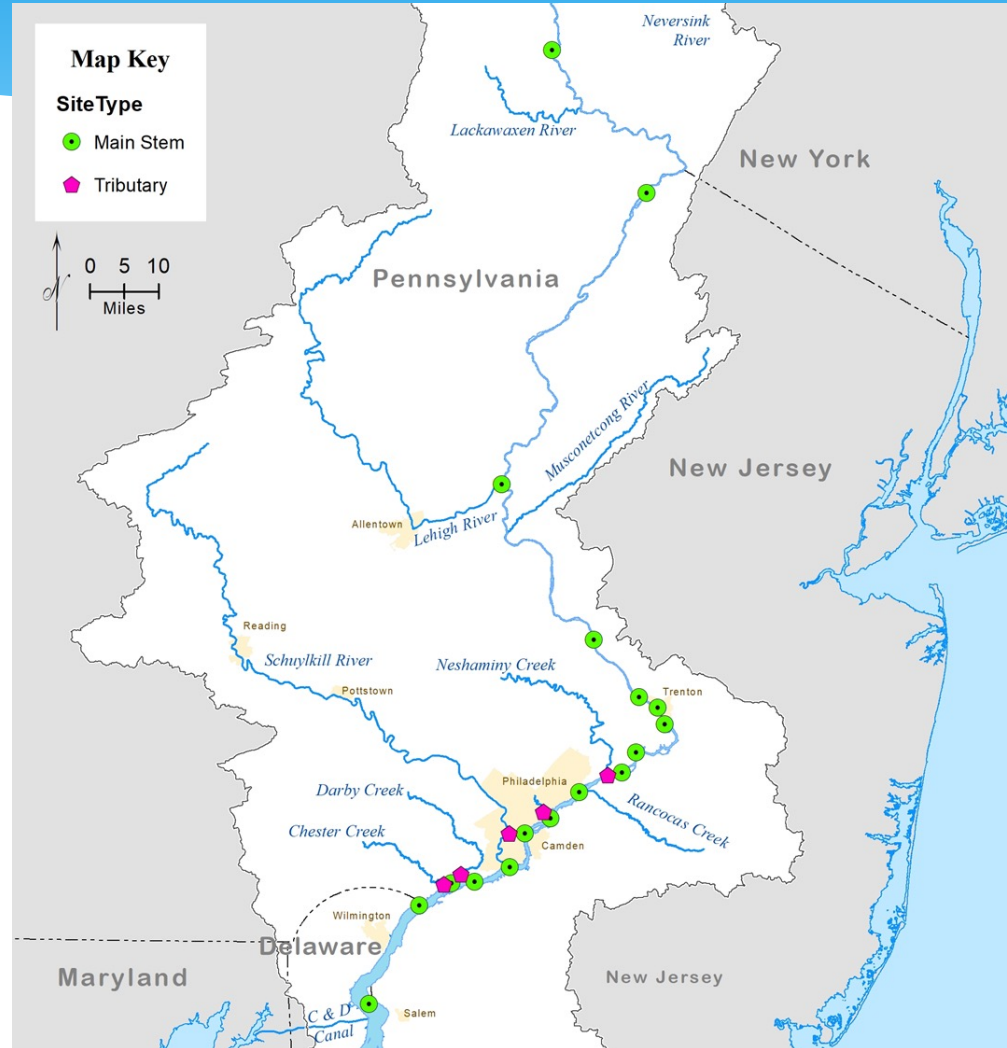 Map Key
SiteType
Main Stem
Tributary
0 5 10
Miles
Neversink
River
Lackawaxen River
New York
Pennsylvania
Musconetcong River
New Jersey
Allentown
Lehigh River
Reading
Schuylkill River
Neshaminy Creek
Pottstown
Trenton
Philadelphia
Darby Creek
Rancocas Creek
Chester Creek
Camden
Wilmington
Delaware
Maryland
New Jersey
C & D
Canal
Salem